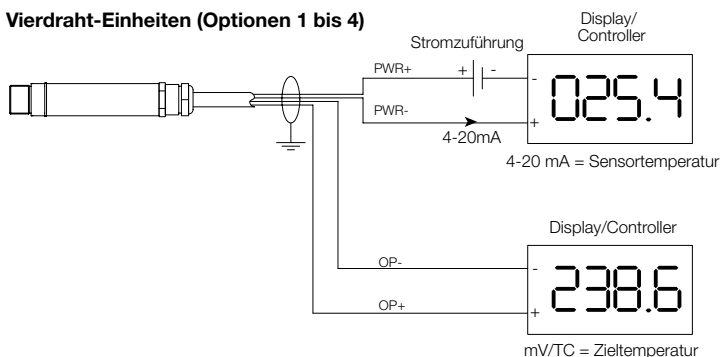 Vierdraht-Einheiten (Optionen 1 bis 4)
Display/
Controller
Stromzuführung
PWR+
+ -
-
025.4
PWR-
+
4-20mA
4-20 mA = Sensortemperatur
Display/Controller
OP-
-
238.6
OP+
+
mV/TC = Zieltemperatur